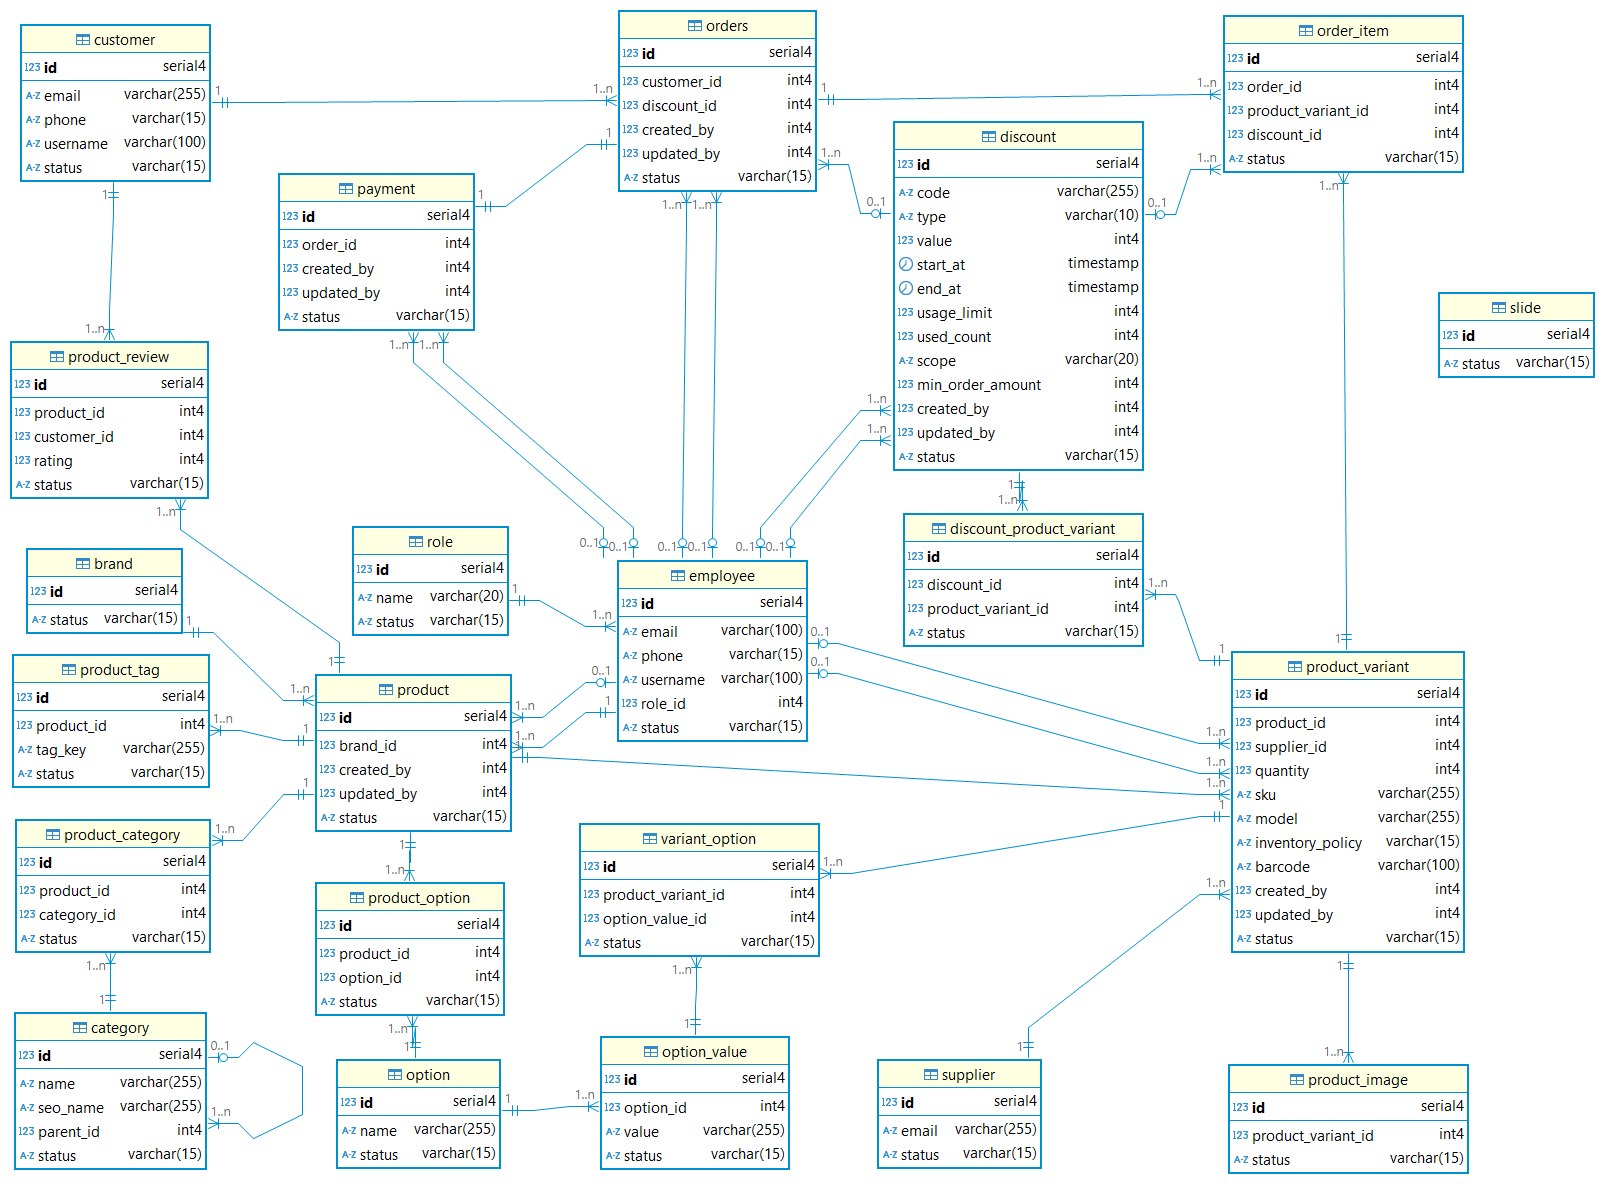 customer
123 id serial4
A-Z email varchar(255)
A-Z phone varchar(15)
A-Z username varchar(100)
A-Z status varchar(15)
orders
123 id serial4
123 customer_id int4
123 discount_id int4
123 created_by int4
123 updated_by int4
A-Z status varchar(15)
order_item
123 id serial4
123 order_id int4
123 product_variant_id int4
123 discount_id int4
A-Z status varchar(15)
1
1..n
1
1..n
payment
123 id serial4
123 order_id int4
123 created_by int4
123 updated_by int4
A-Z status varchar(15)
1
1
discount
123 id serial4
A-Z code varchar(255)
A-Z type varchar(10)
123 value int4
start_at timestamp
end_at timestamp
123 usage_limit int4
123 used_count int4
A-Z scope varchar(20)
123 min_order_amount int4
123 created_by int4
123 updated_by int4
A-Z status varchar(15)
1..n
0..1
0..1
1..n
1..n
1..n
1..n
slide
123 id serial4
A-Z status varchar(15)
1
1..n
product_review
123 id serial4
123 product_id int4
123 customer_id int4
123 rating int4
A-Z status varchar(15)
1..n
1..n
1..n
1..n
1..n
1
1..n
discount_product_variant
123 id serial4
123 discount_id int4
123 product_variant_id int4
A-Z status varchar(15)
1..n
1
1
brand
123 id serial4
A-Z status varchar(15)
1
role
123 id serial4
A-Z name varchar(20)
A-Z status varchar(15)
1
1..n
0..1
0..1
0..1
0..1
0..1
0..1
employee
123 id serial4
A-Z email varchar(100)
A-Z phone varchar(15)
A-Z username varchar(100)
123 role_id int4
A-Z status varchar(15)
0..1
0..1
0..1
1
product_tag
123 id serial4
123 product_id int4
A-Z tag_key varchar(255)
A-Z status varchar(15)
1..n
1
product
123 id serial4
123 brand_id int4
123 created_by int4
123 updated_by int4
A-Z status varchar(15)
1
1..n
1..n
1..n
1
product_variant
123 id serial4
123 product_id int4
123 supplier_id int4
123 quantity int4
A-Z sku varchar(255)
A-Z model varchar(255)
A-Z inventory_policy varchar(15)
A-Z barcode varchar(100)
123 created_by int4
123 updated_by int4
A-Z status varchar(15)
1..n
1..n
1..n
1
1..n
1
product_category
123 id serial4
123 product_id int4
123 category_id int4
A-Z status varchar(15)
1..n
1..n
1
1
1..n
product_option
123 id serial4
123 product_id int4
123 option_id int4
A-Z status varchar(15)
1..n
1
variant_option
123 id serial4
123 product_variant_id int4
123 option_value_id int4
A-Z status varchar(15)
1..n
1..n
1
category
123 id serial4
A-Z name varchar(255)
A-Z seo_name varchar(255)
123 parent_id int4
A-Z status varchar(15)
0..1
1..n
option
123 id serial4
A-Z name varchar(255)
A-Z status varchar(15)
1
1..n
option_value
123 id serial4
123 option_id int4
A-Z value varchar(255)
A-Z status varchar(15)
1
supplier
123 id serial4
A-Z email varchar(255)
A-Z status varchar(15)
1..n
product_image
123 id serial4
123 product_variant_id int4
A-Z status varchar(15)